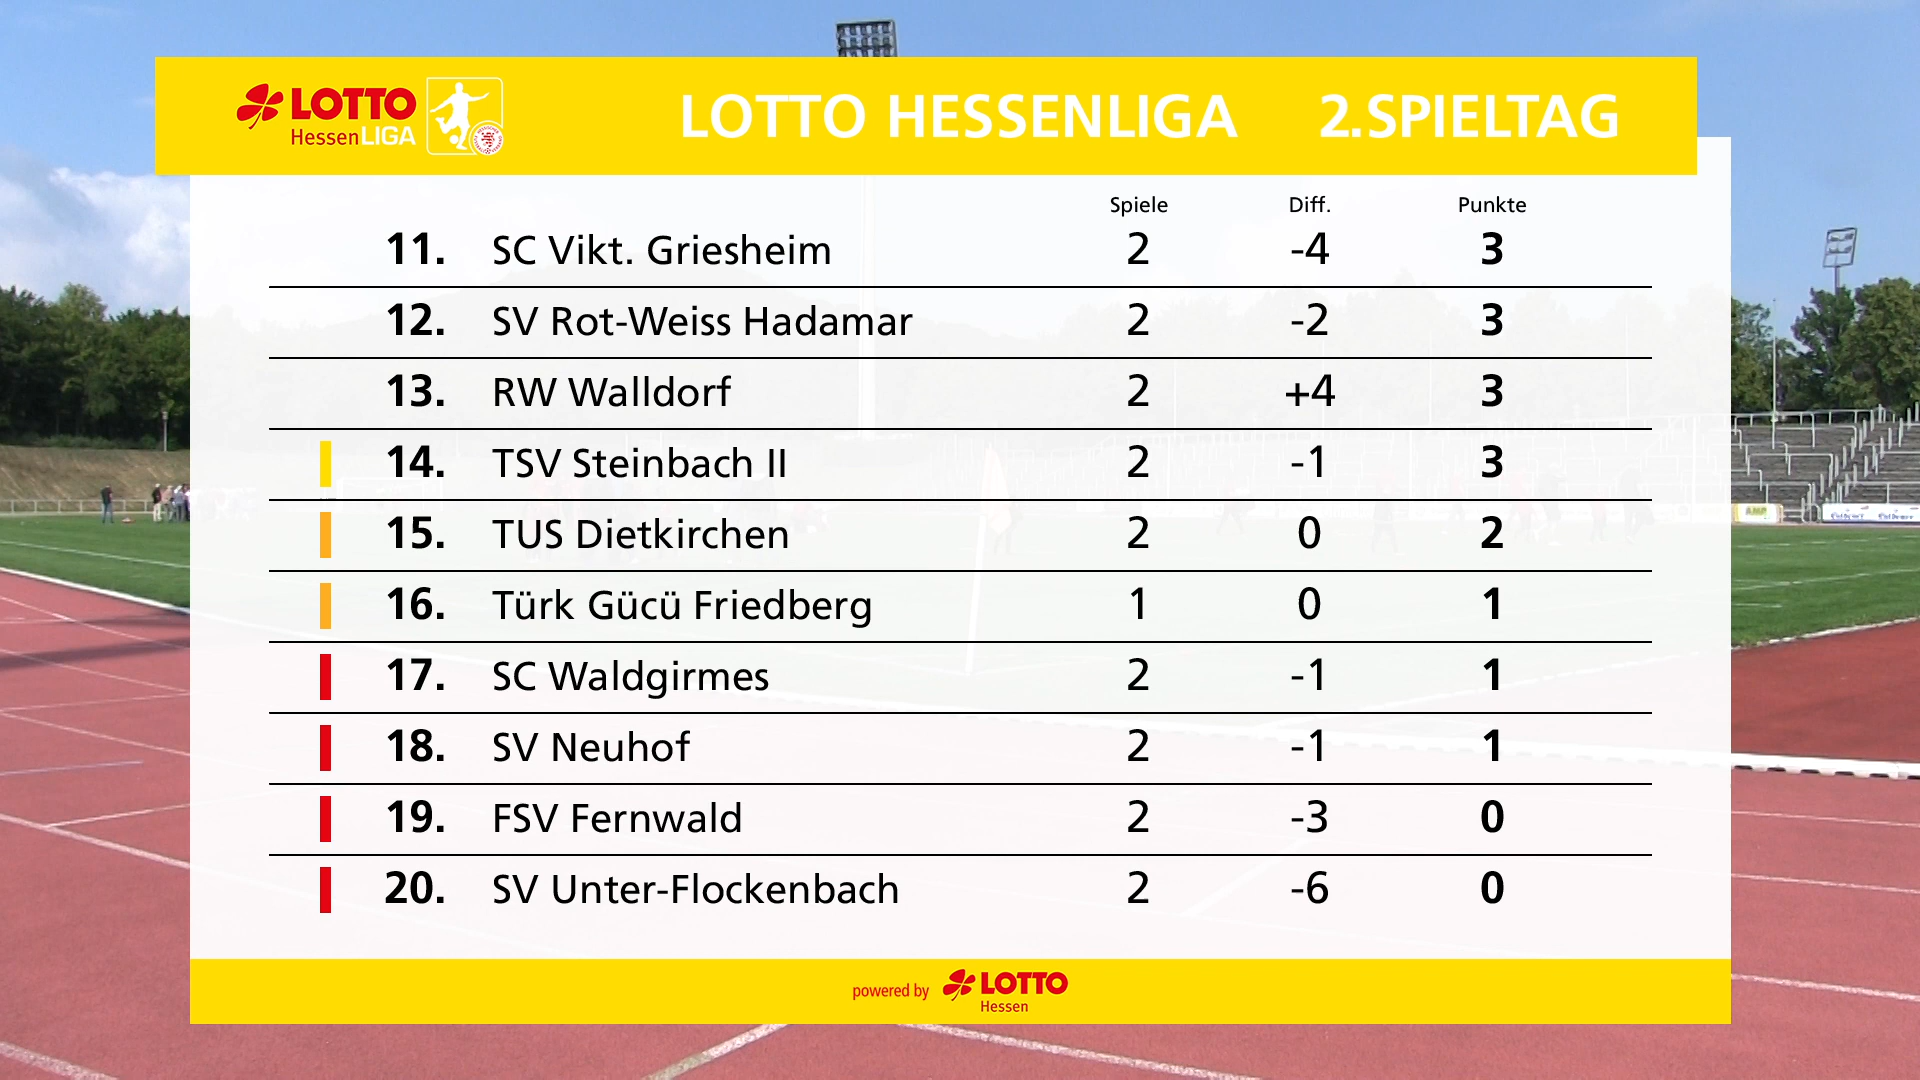 LOTTO
HessenLIGA
LOTTO HESSENLIGA 2.SPIELTAG
Spiele Diff. Punkte
11. SC Vikt. Griesheim 2 -4 3
12. SV Rot-Weiss Hadamar 2 -2 3
13. RW Walldorf 2 +4 3
14. TSV Steinbach II 2 -1 3
15. TUS Dietkirchen 2 0 2
16. Türk Gücü Friedberg 1 0 1
17. SC Waldgirmes 2 -1 1
18. SV Neuhof 2 -1 1
19. FSV Fernwald 2 -3 0
20. SV Unter-Flockenbach 2 -6 0
powered by LOTTO
Hessen